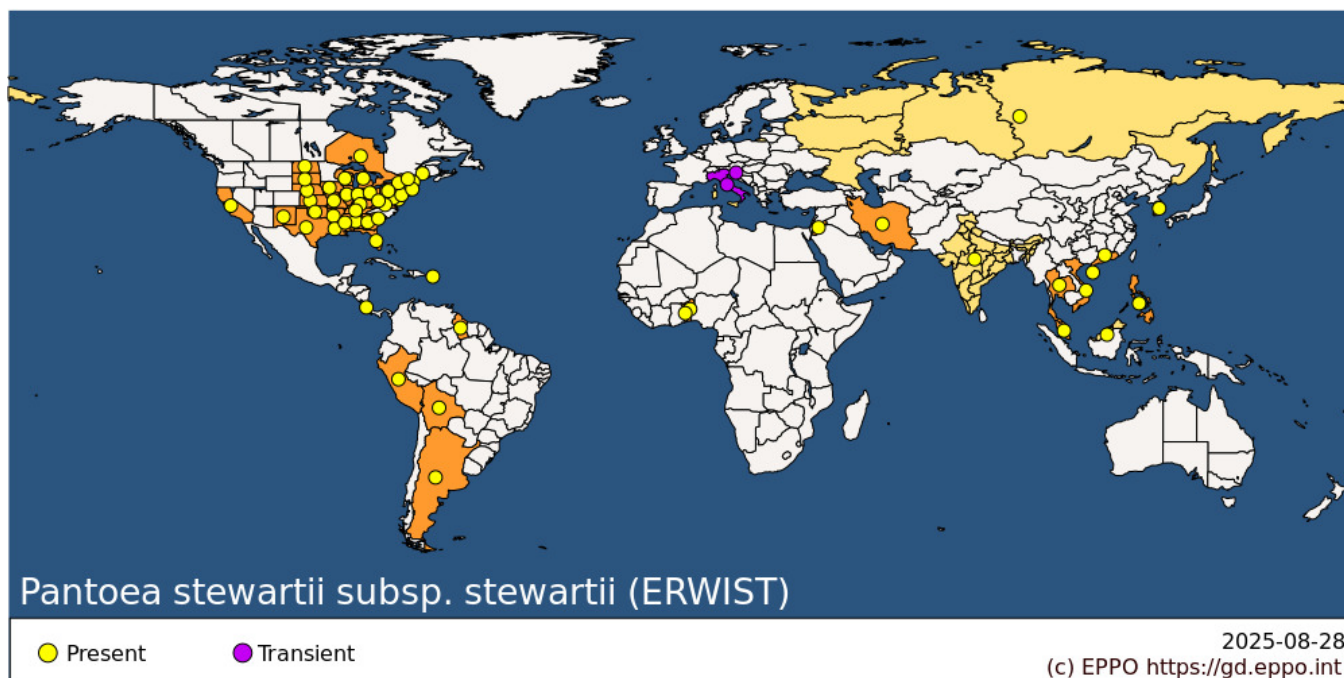 Pantoea stewartii subsp. stewartii (ERWIST)
Present
Transient
2025-08-28
(c) EPPO https://gd.eppo.int